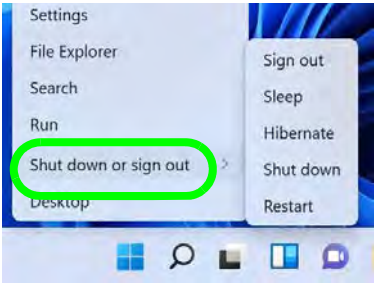 Settings
File Explorer
Search
Run
Shut down or sign out
Desktop
Sign out
Sleep
Hibernate
Shut down
Restart